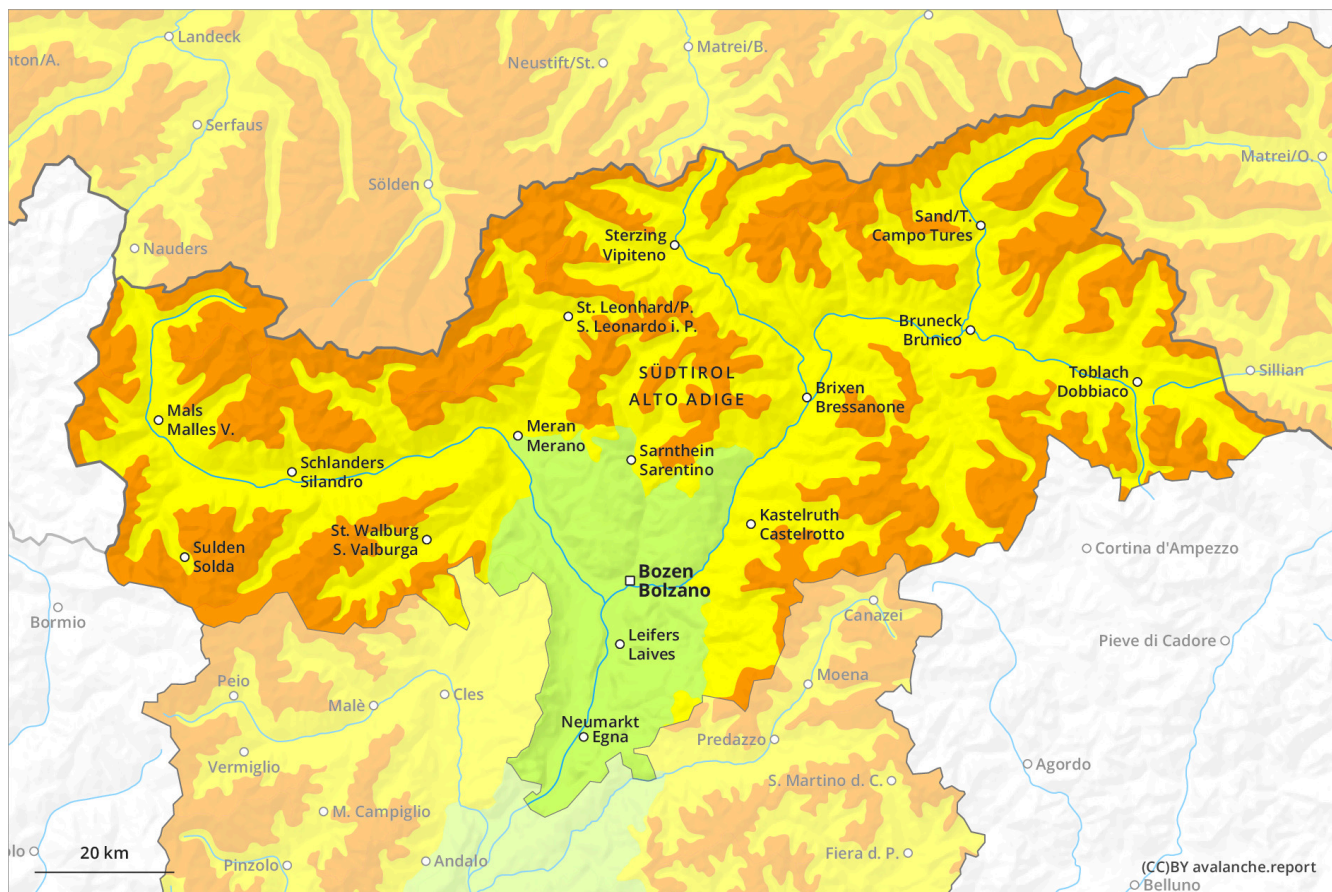 Landeck
nton/A.
Matrei/B.
Neustift/St.
Serfaus
Matrei/O.
Sölden
Sand/T.
Campo Tures
Nauders
Sterzing
Vipiteno
St. Leonhard/P.
S. Leonardo i. P.
Bruneck
Brunico
SÜDTIROL
ALTO ADIGE
Toblach
Dobbiaco
Sillian
Brixen
Bressanone
Mals
Malles V.
Meran
Merano
Sarnthein
Sarentino
Schlanders
Silandro
Kastelruth
Castelrotto
St. Walburg
S. Valburga
Sulden
Solda
Cortina d'Ampezzo
Bozen
Bolzano
Bormio
Canazei
Leifers
Laives
Pieve di Cadore
Peio
Moena
Malè
Cles
Neumarkt
Egna
Predazzo
Vermiglio
Agordo
S. Martino d. C.
M. Campiglio
olo
20 km
Pinzolo
Andalo
Fiera d. P.
(CC)BY avalanche.report
Belluno